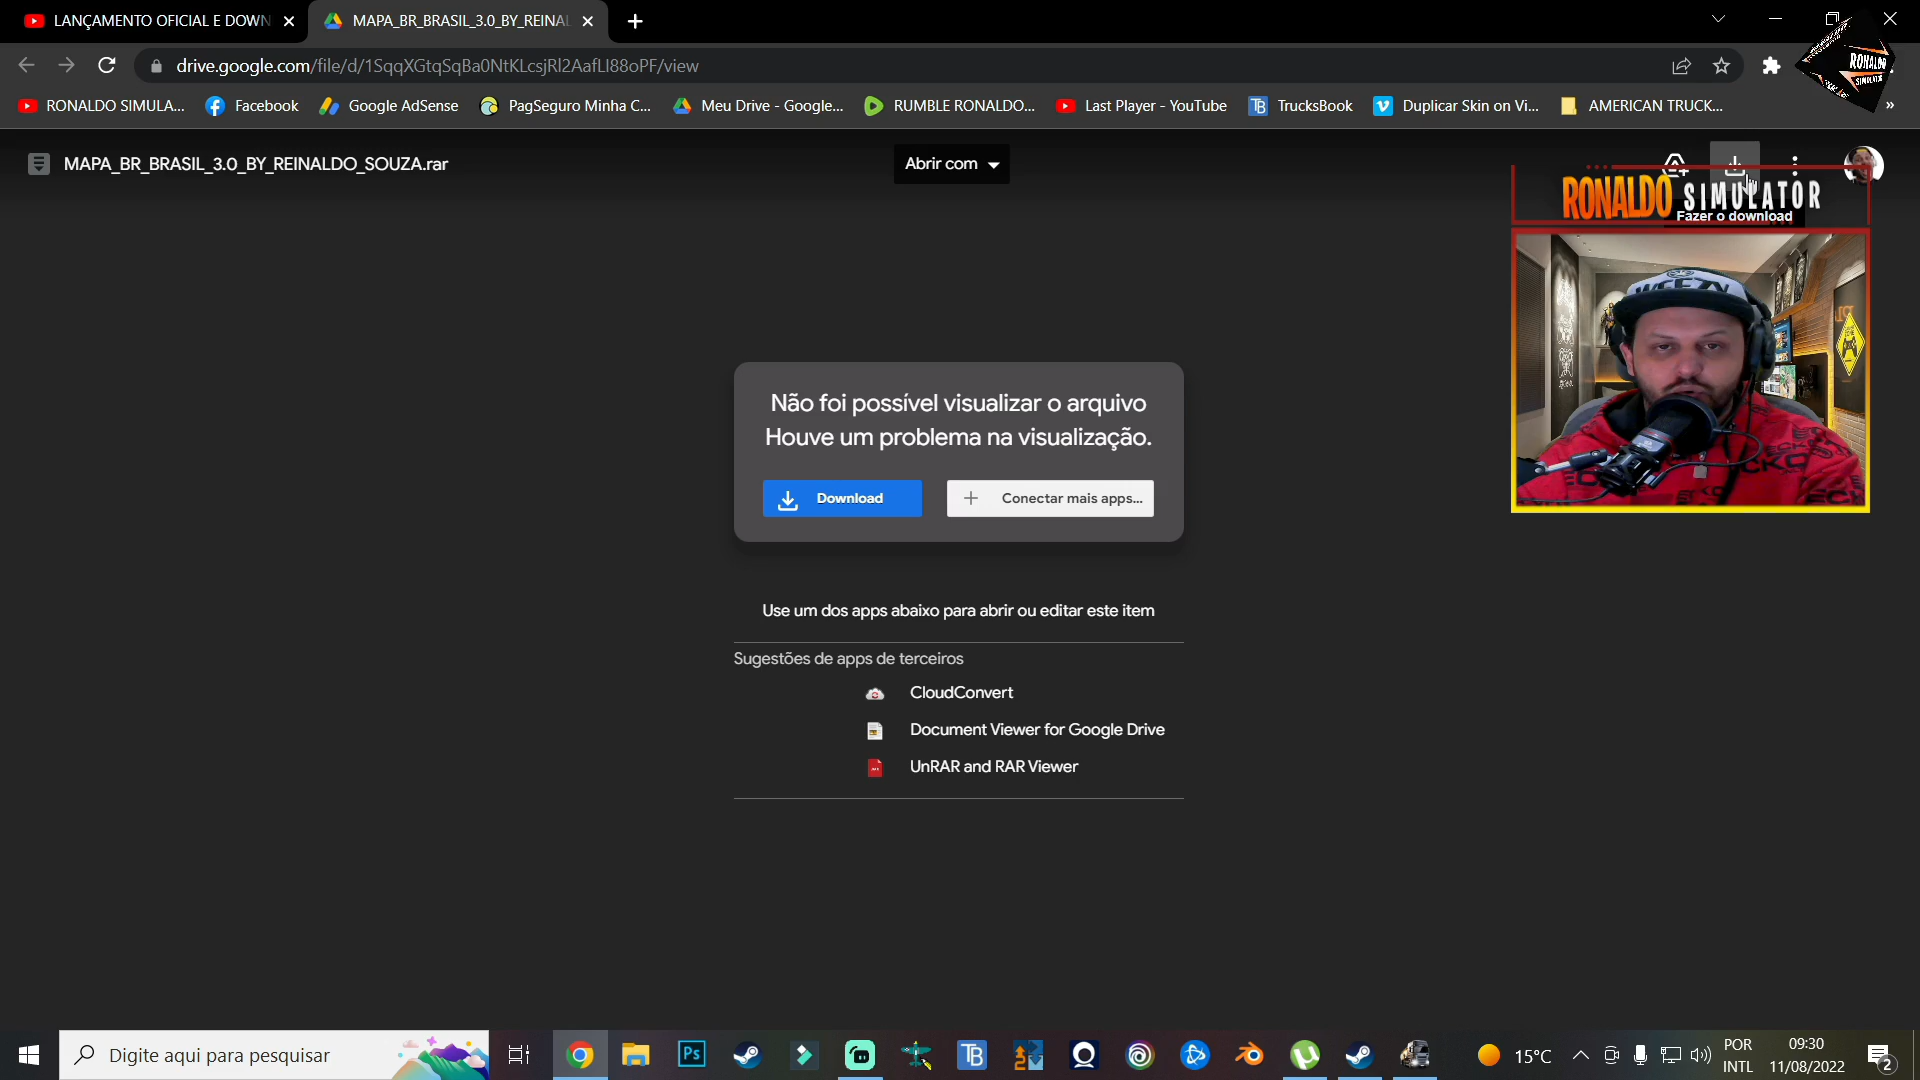 LANÇAMENTO OFICIAL E DOWN
MAPA_BR_BRASIL_3.0_BY_REINAL
drive.google.com/file/d/1SqqXGtqSqBa0NtKLcsjRl2AafLI88oPF/view
RONALDO SIMULA...
Facebook
Google AdSense
PagSeguro Minha C...
Meu Drive - Google...
RUMBLE RONALDO...
Last Player - YouTube
TrucksBook
Duplicar Skin on Vi...
AMERICAN TRUCK...
»
MAPA_BR_BRASIL_3.0_BY_REINALDO_SOUZA.rar
Abrir com
RONALDO SIMULATOR
Fazer o download
WEEZY
Não foi possível visualizar o arquivo
Houve um problema na visualização.
Download
Conectar mais apps...
Use um dos apps abaixo para abrir ou editar este item
Sugestões de apps de terceiros
CloudConvert
Document Viewer for Google Drive
UnRAR and RAR Viewer
Digite aqui para pesquisar
Ps
TB
15°C
POR
INTL
09:30
11/08/2022
2